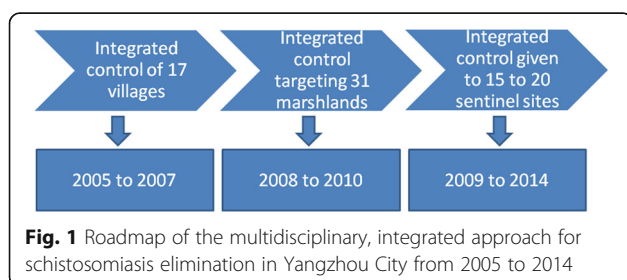 Integrated
control of 17
villages
Integrated
control
targeting 31
marshlands
Integrated
control given
to 15 to 20
sentinel sites
2005 to 2007
2008 to 2010
2009 to 2014
Fig. 1 Roadmap of the multidisciplinary, integrated approach for
schistosomiasis elimination in Yangzhou City from 2005 to 2014